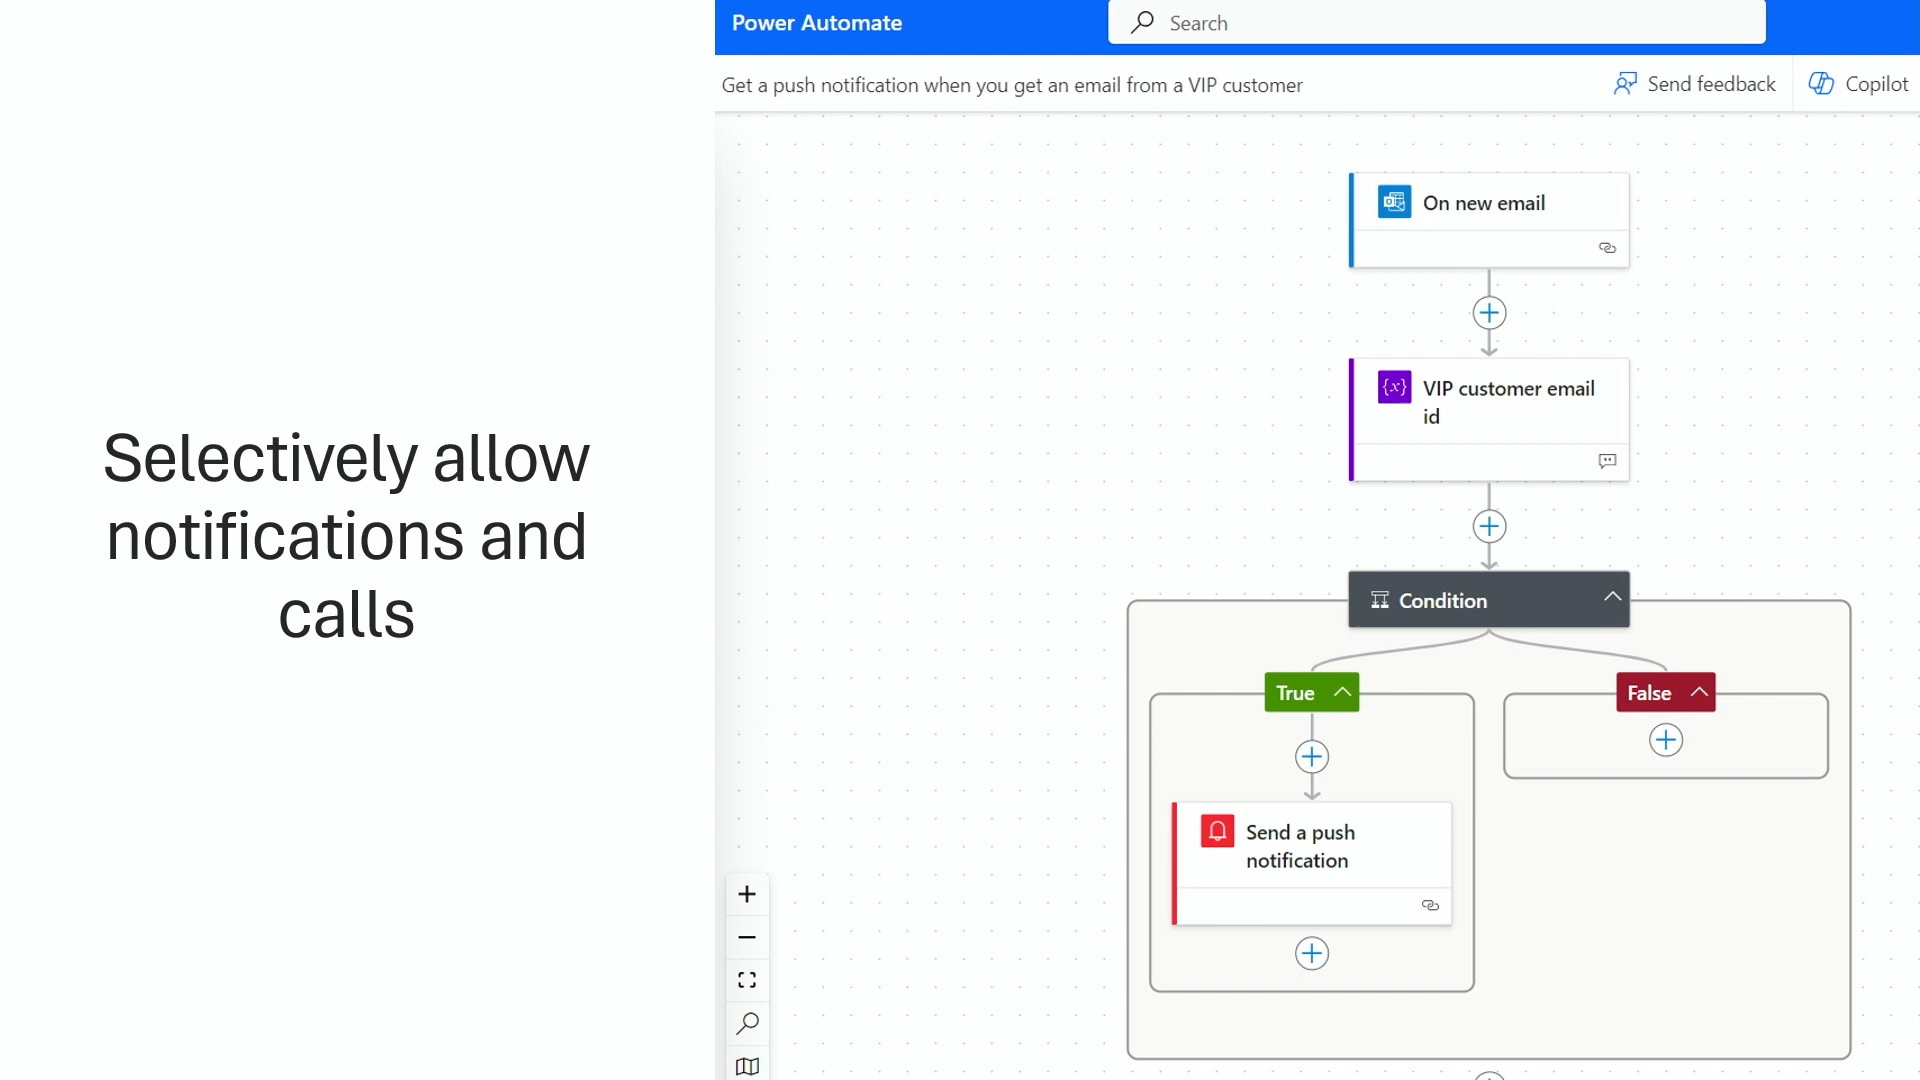 Selectively allow
notifications and
calls
Power Automate
Search
Get a push notification when you get an email from a VIP customer
Send feedback
Copilot
On new email
{x}
VIP customer email
id
Condition
True
False
Send a push
notification